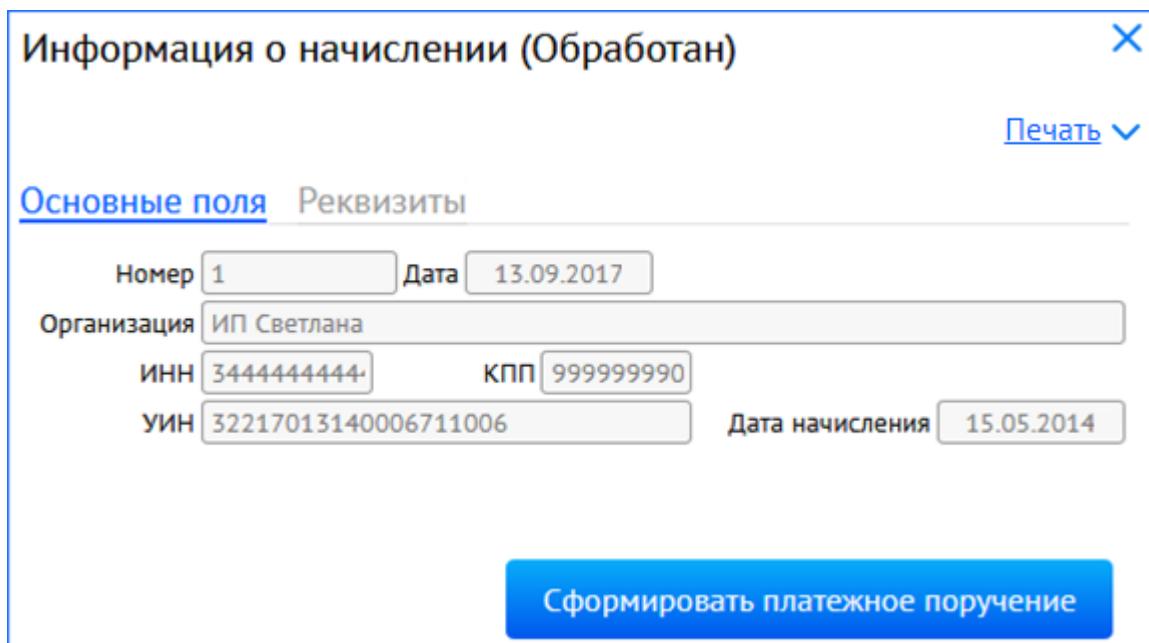 Информация о начислении (Обработан)
Печать
Основные поля Реквизиты
Номер 1 Дата 13.09.2017
Организация ИП Светлана
ИНН 3444444444 КПП 999999990
УИН 32217013140006711006 Дата начисления 15.05.2014
Сформировать платежное поручение